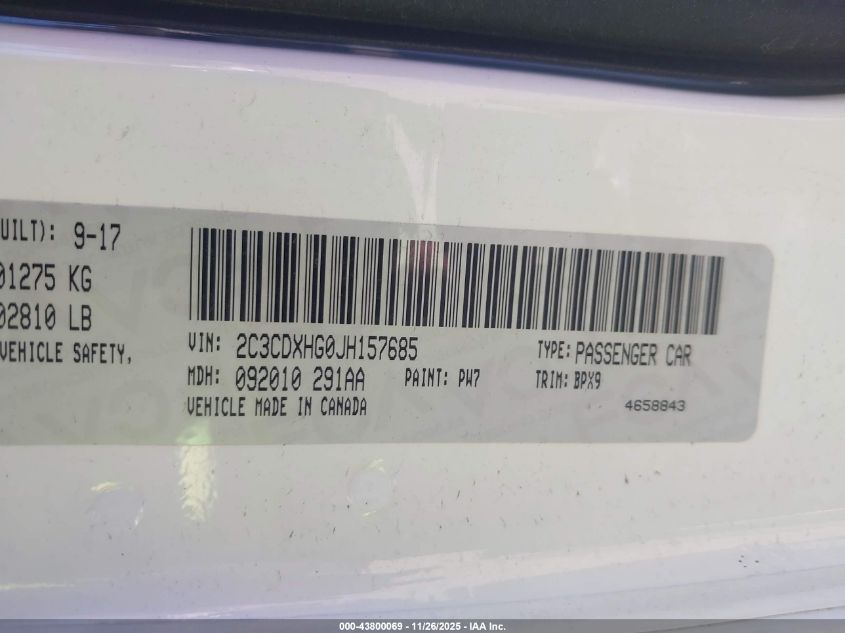 UILT): 9-17
01275 KG
02810 LB
VEHICLE SAFETY,
VIN: 2C3CDXHG0JH157685
TYPE: PASSENGER CAR
MDH: 092010 291AA
PAINT: PW7
TRIM: BPX9
VEHICLE MADE IN CANADA
4658843
000-43800069 - 11/26/2025 - IAA Inc.